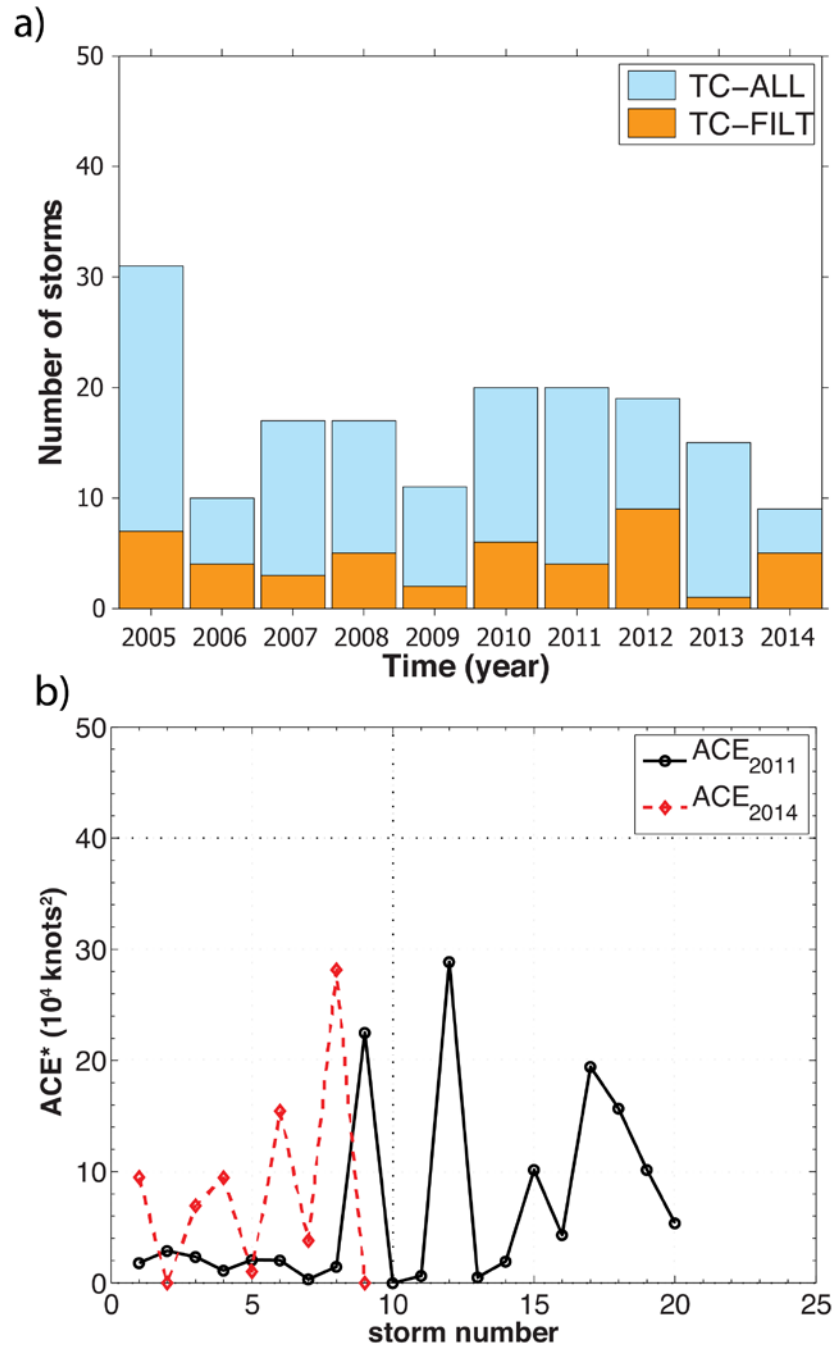 a)
50
40
30
20
10
0
Number of storms
TC-ALL
TC-FILT
2005 2006 2007 2008 2009 2010 2011 2012 2013 2014
Time (year)
b)
50
40
30
20
10
0
ACE* (10⁴ knots²)
ACE₂₀₁₁
ACE₂₀₁₄
0 5 10 15 20 25
storm number